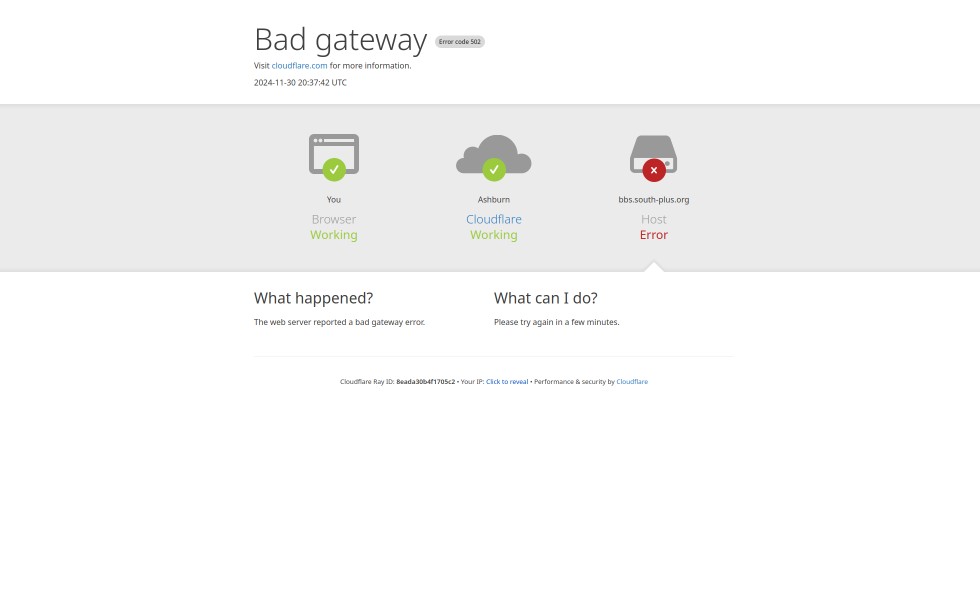 Bad gateway Error code 502
Visit cloudflare.com for more information.
2024-11-30 20:37:42 UTC
You
Browser
Working
Ashburn
Cloudflare
Working
bbs.south-plus.org
Host
Error
What happened?
The web server reported a bad gateway error.
What can I do?
Please try again in a few minutes.
Cloudflare Ray ID: 8eada30b4f1705c2 • Your IP: Click to reveal • Performance & security by Cloudflare